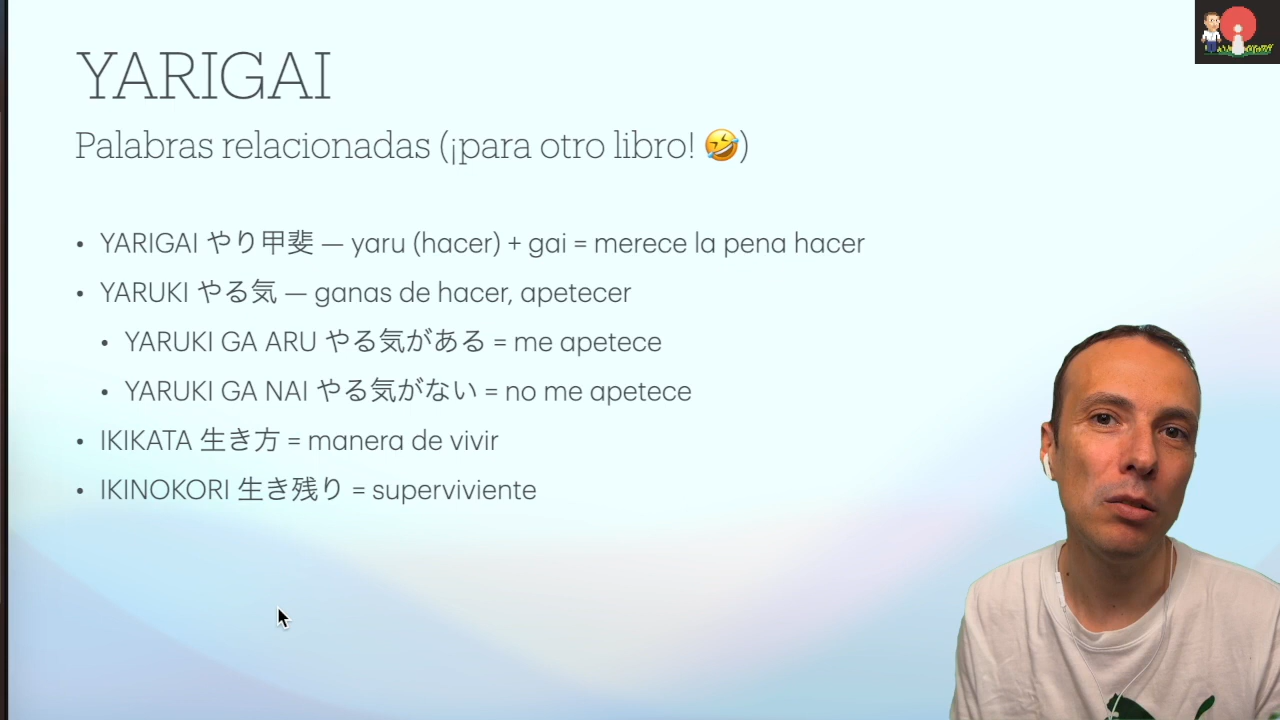 YARIGAI
Palabras relacionadas (¡para otro libro! 🤣)
• YARIGAI やり甲斐 — yaru (hacer) + gai = merece la pena hacer
• YARUKI やる気 — ganas de hacer, apetecer
• YARUKI GA ARU やる気がある = me apetece
• YARUKI GA NAI やる気がない = no me apetece
• IKIKATA 生き方 = manera de vivir
• IKINOKORI 生き残り = superviviente